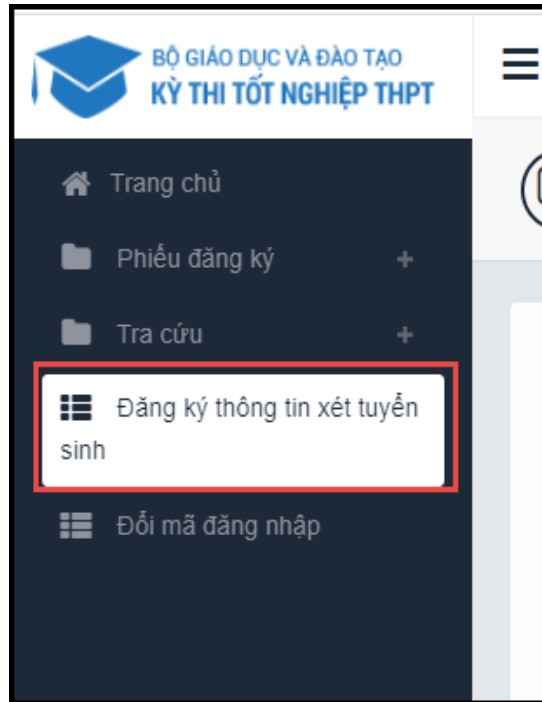 BỘ GIÁO DỤC VÀ ĐÀO TẠO
KỲ THI TỐT NGHIỆP THPT
Trang chủ
Phiếu đăng ký +
Tra cứu +
Đăng ký thông tin xét tuyển
sinh
Đổi mã đăng nhập